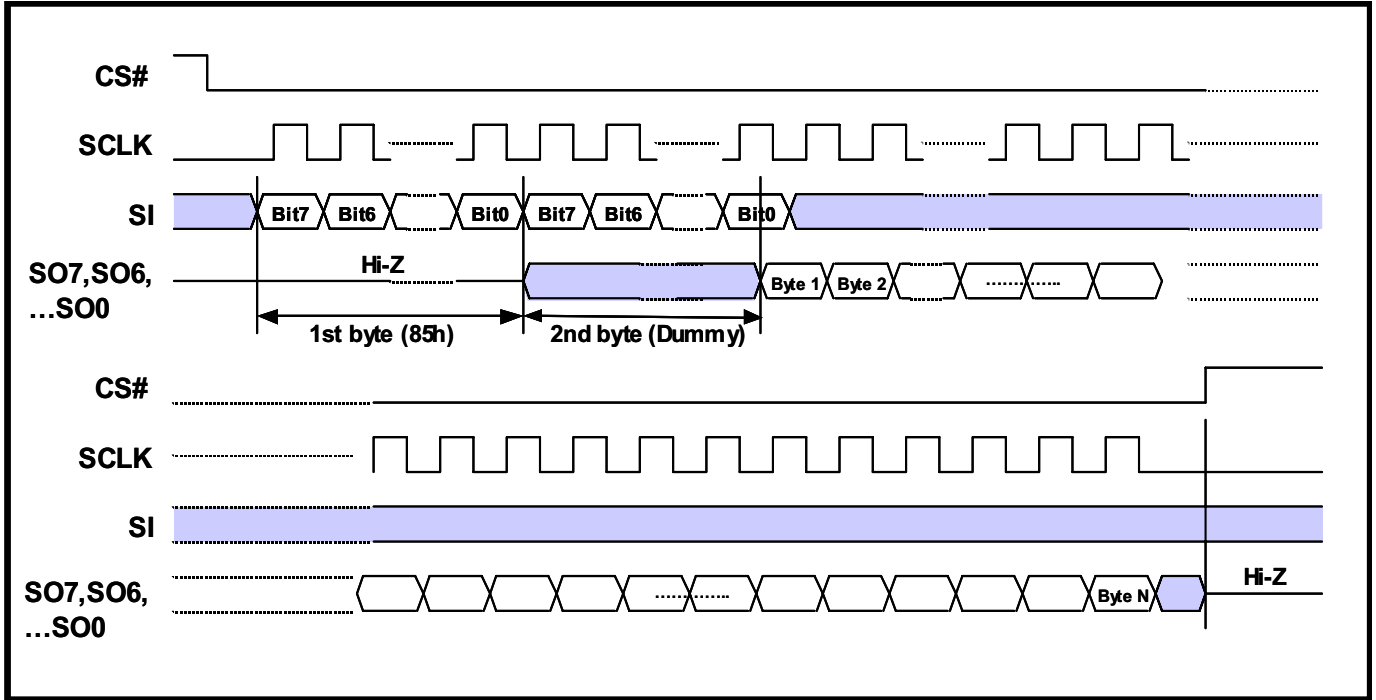 CS#
SCLK
SI Bit7 Bit6 Bit0 Bit7 Bit6 Bit0
SO7,SO6,
...SO0
Hi-Z
Byte 1 Byte 2
1st byte (85h) 2nd byte (Dummy)
CS#
SCLK
SI
SO7,SO6,
...SO0
Byte N
Hi-Z